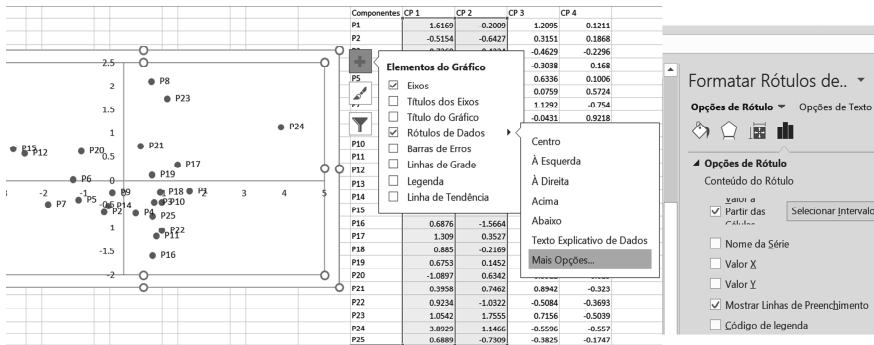 Componentes CP 1 CP 2 CP 3 CP 4
P1 1.6169 -0.2009 1.2095 0.1211
P2 -0.5154 -0.6427 0.3151 0.1868
-0.4629 -0.2296
-0.3038 0.168
P5 0.6336 0.1006
0.0759 0.5724
1.1292 -0.754
-0.0431 0.9218
P10
P11
P12
P13
P14
P15
P16 0.6876 -1.5664
P17 1.309 0.3527
P18 0.885 -0.2169
P19 0.6753 0.1452
P20 -1.0897 0.6342
P21 0.3958 0.7462 0.8942 -0.323
P22 0.9234 -1.0322 -0.5084 -0.3693
P23 1.0542 1.7555 0.7156 -0.5039
P24 3.8929 1.1466 -0.5596 -0.557
P25 0.6889 -0.7309 -0.3825 -0.1747
2.5
2
1.5
1
0.5
0
-0.5
-1
-1.5
-2
-2 -1 1 2 3 4 5
P8
P23
P24
P15
P12
P20
P21
P17
P19
P6
P9
P18
P1
P7
P5
P14
P3
P10
P2
P4
P25
P22
P11
P16
Elementos do Gráfico
Eixos
Títulos dos Eixos
Título do Gráfico
Rótulos de Dados
Barras de Erros
Linhas de Grade
Legenda
Linha de Tendência
Centro
À Esquerda
À Direita
Acima
Abaixo
Texto Explicativo de Dados
Mais Opções...
Formatar Rótulos de..
Opções de Rótulo Opções de Texto
Opções de Rótulo
Conteúdo do Rótulo
Valor a
Partir das Selecionar Intervalo
Células
Nome da Série
Valor X
Valor Y
Mostrar Linhas de Preenchimento
Código de legenda